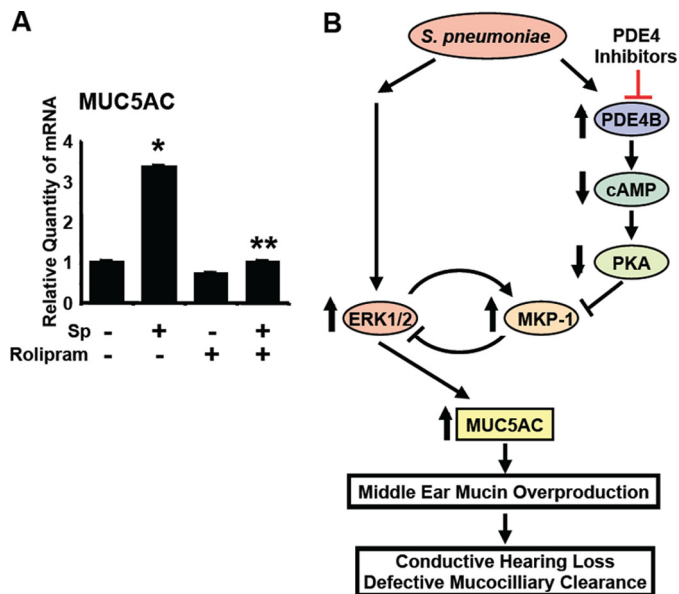 A
MUC5AC
Relative Quantity of mRNA
4
3
2
1
0
*
**
Sp - + - +
Rolipram - - + +
B
S. pneumoniae
PDE4
Inhibitors
PDE4B
cAMP
PKA
ERK1/2
MKP-1
MUC5AC
Middle Ear Mucin Overproduction
Conductive Hearing Loss
Defective Mucocilliary Clearance